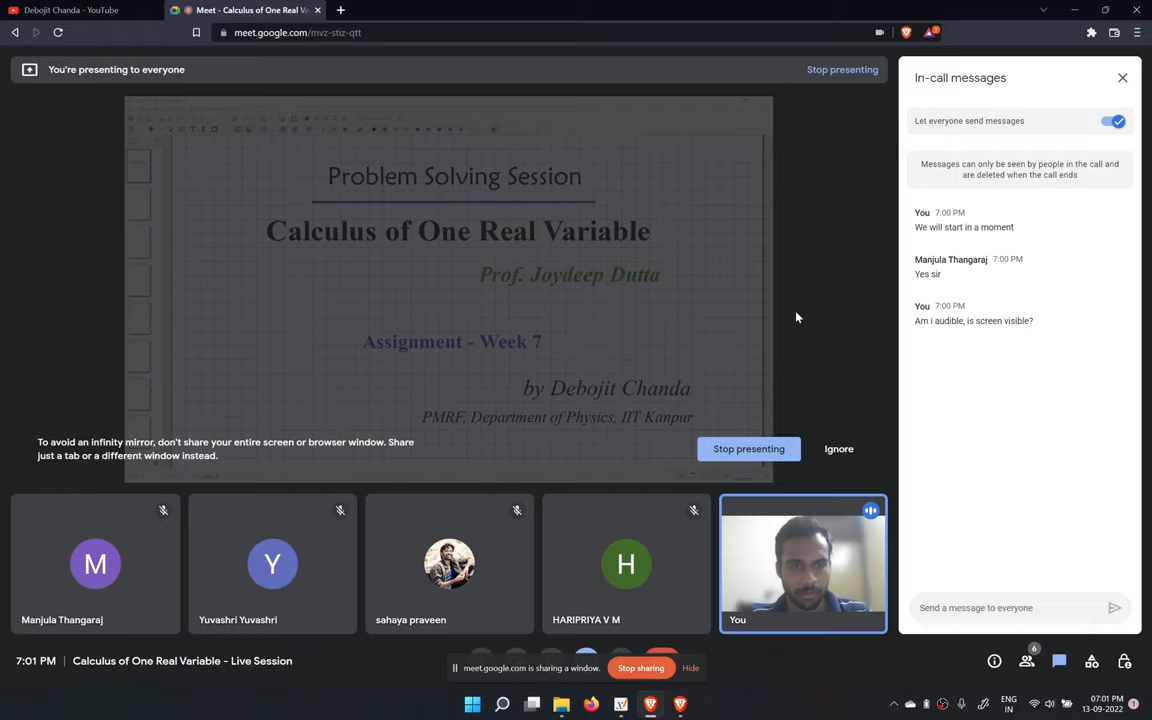 Debojit Chanda - YouTube
Meet - Calculus of One Real Va
meet.google.com/mvz-stiz-qtt
You're presenting to everyone
Stop presenting
Problem Solving Session
Calculus of One Real Variable
Prof. Joydeep Dutta
Assignment - Week 7
by Debojit Chanda
PMRF, Department of Physics, IIT Kanpur
To avoid an infinity mirror, don't share your entire screen or browser window. Share
just a tab or a different window instead.
Stop presenting
Ignore
M
Manjula Thangaraj
Y
Yuvashri Yuvashri
sahaya praveen
H
HARIPRIYA V M
You
In-call messages
Let everyone send messages
Messages can only be seen by people in the call and
are deleted when the call ends
You 7:00 PM
We will start in a moment
Manjula Thangaraj 7:00 PM
Yes sir
You 7:00 PM
Am i audible, is screen visible?
Send a message to everyone
7:01 PM | Calculus of One Real Variable - Live Session
meet.google.com is sharing a window.
Stop sharing
Hide
6
ENG
IN
07:01 PM
13-09-2022
1